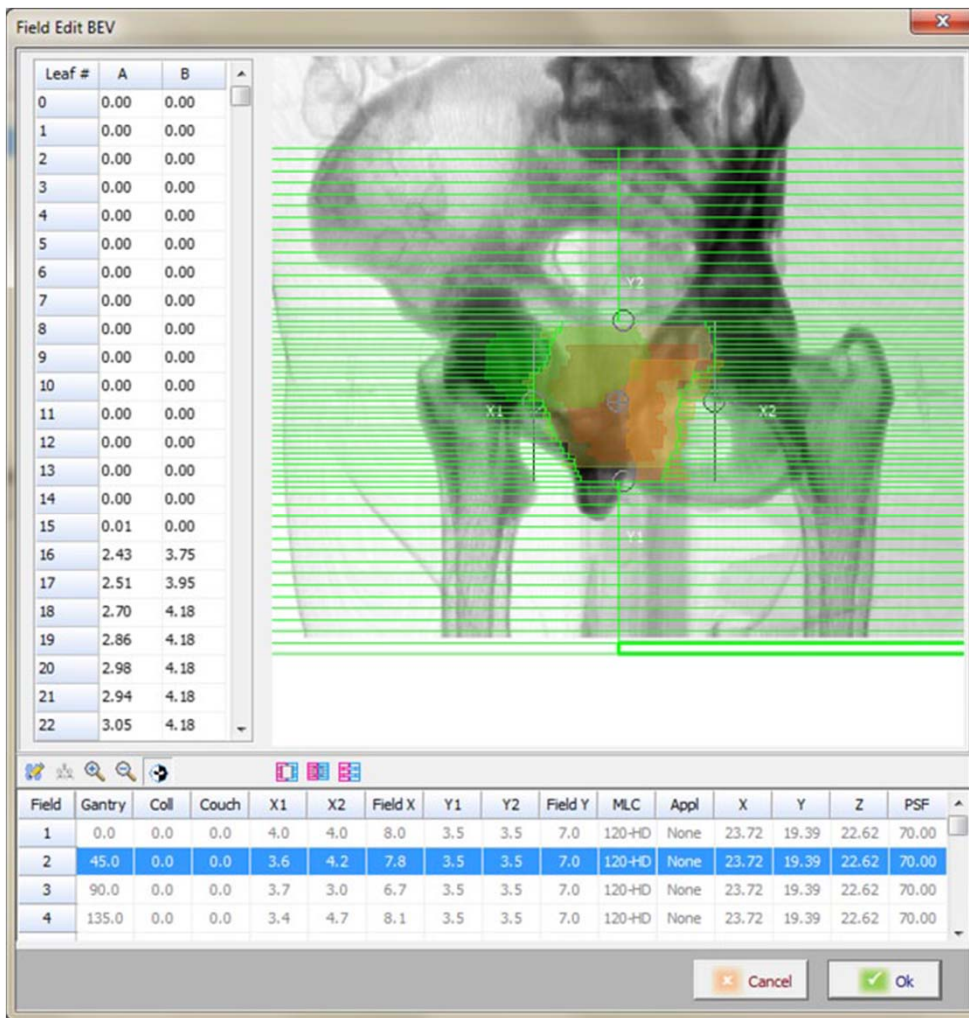 Field Edit BEV
Leaf # A B
0 0.00 0.00
1 0.00 0.00
2 0.00 0.00
3 0.00 0.00
4 0.00 0.00
5 0.00 0.00
6 0.00 0.00
7 0.00 0.00
8 0.00 0.00
9 0.00 0.00
10 0.00 0.00
11 0.00 0.00
12 0.00 0.00
13 0.00 0.00
14 0.00 0.00
15 0.01 0.00
16 2.43 3.75
17 2.51 3.95
18 2.70 4.18
19 2.86 4.18
20 2.98 4.18
21 2.94 4.18
22 3.05 4.18
Y2
X1 X2
Y1
Field Gantry Coll Couch X1 X2 Field X Y1 Y2 Field Y MLC Appl X Y Z PSF
1 0.0 0.0 0.0 4.0 4.0 8.0 3.5 3.5 7.0 120-HD None 23.72 19.39 22.62 70.00
2 45.0 0.0 0.0 3.6 4.2 7.8 3.5 3.5 7.0 120-HD None 23.72 19.39 22.62 70.00
3 90.0 0.0 0.0 3.7 3.0 6.7 3.5 3.5 7.0 120-HD None 23.72 19.39 22.62 70.00
4 135.0 0.0 0.0 3.4 4.7 8.1 3.5 3.5 7.0 120-HD None 23.72 19.39 22.62 70.00
Cancel Ok